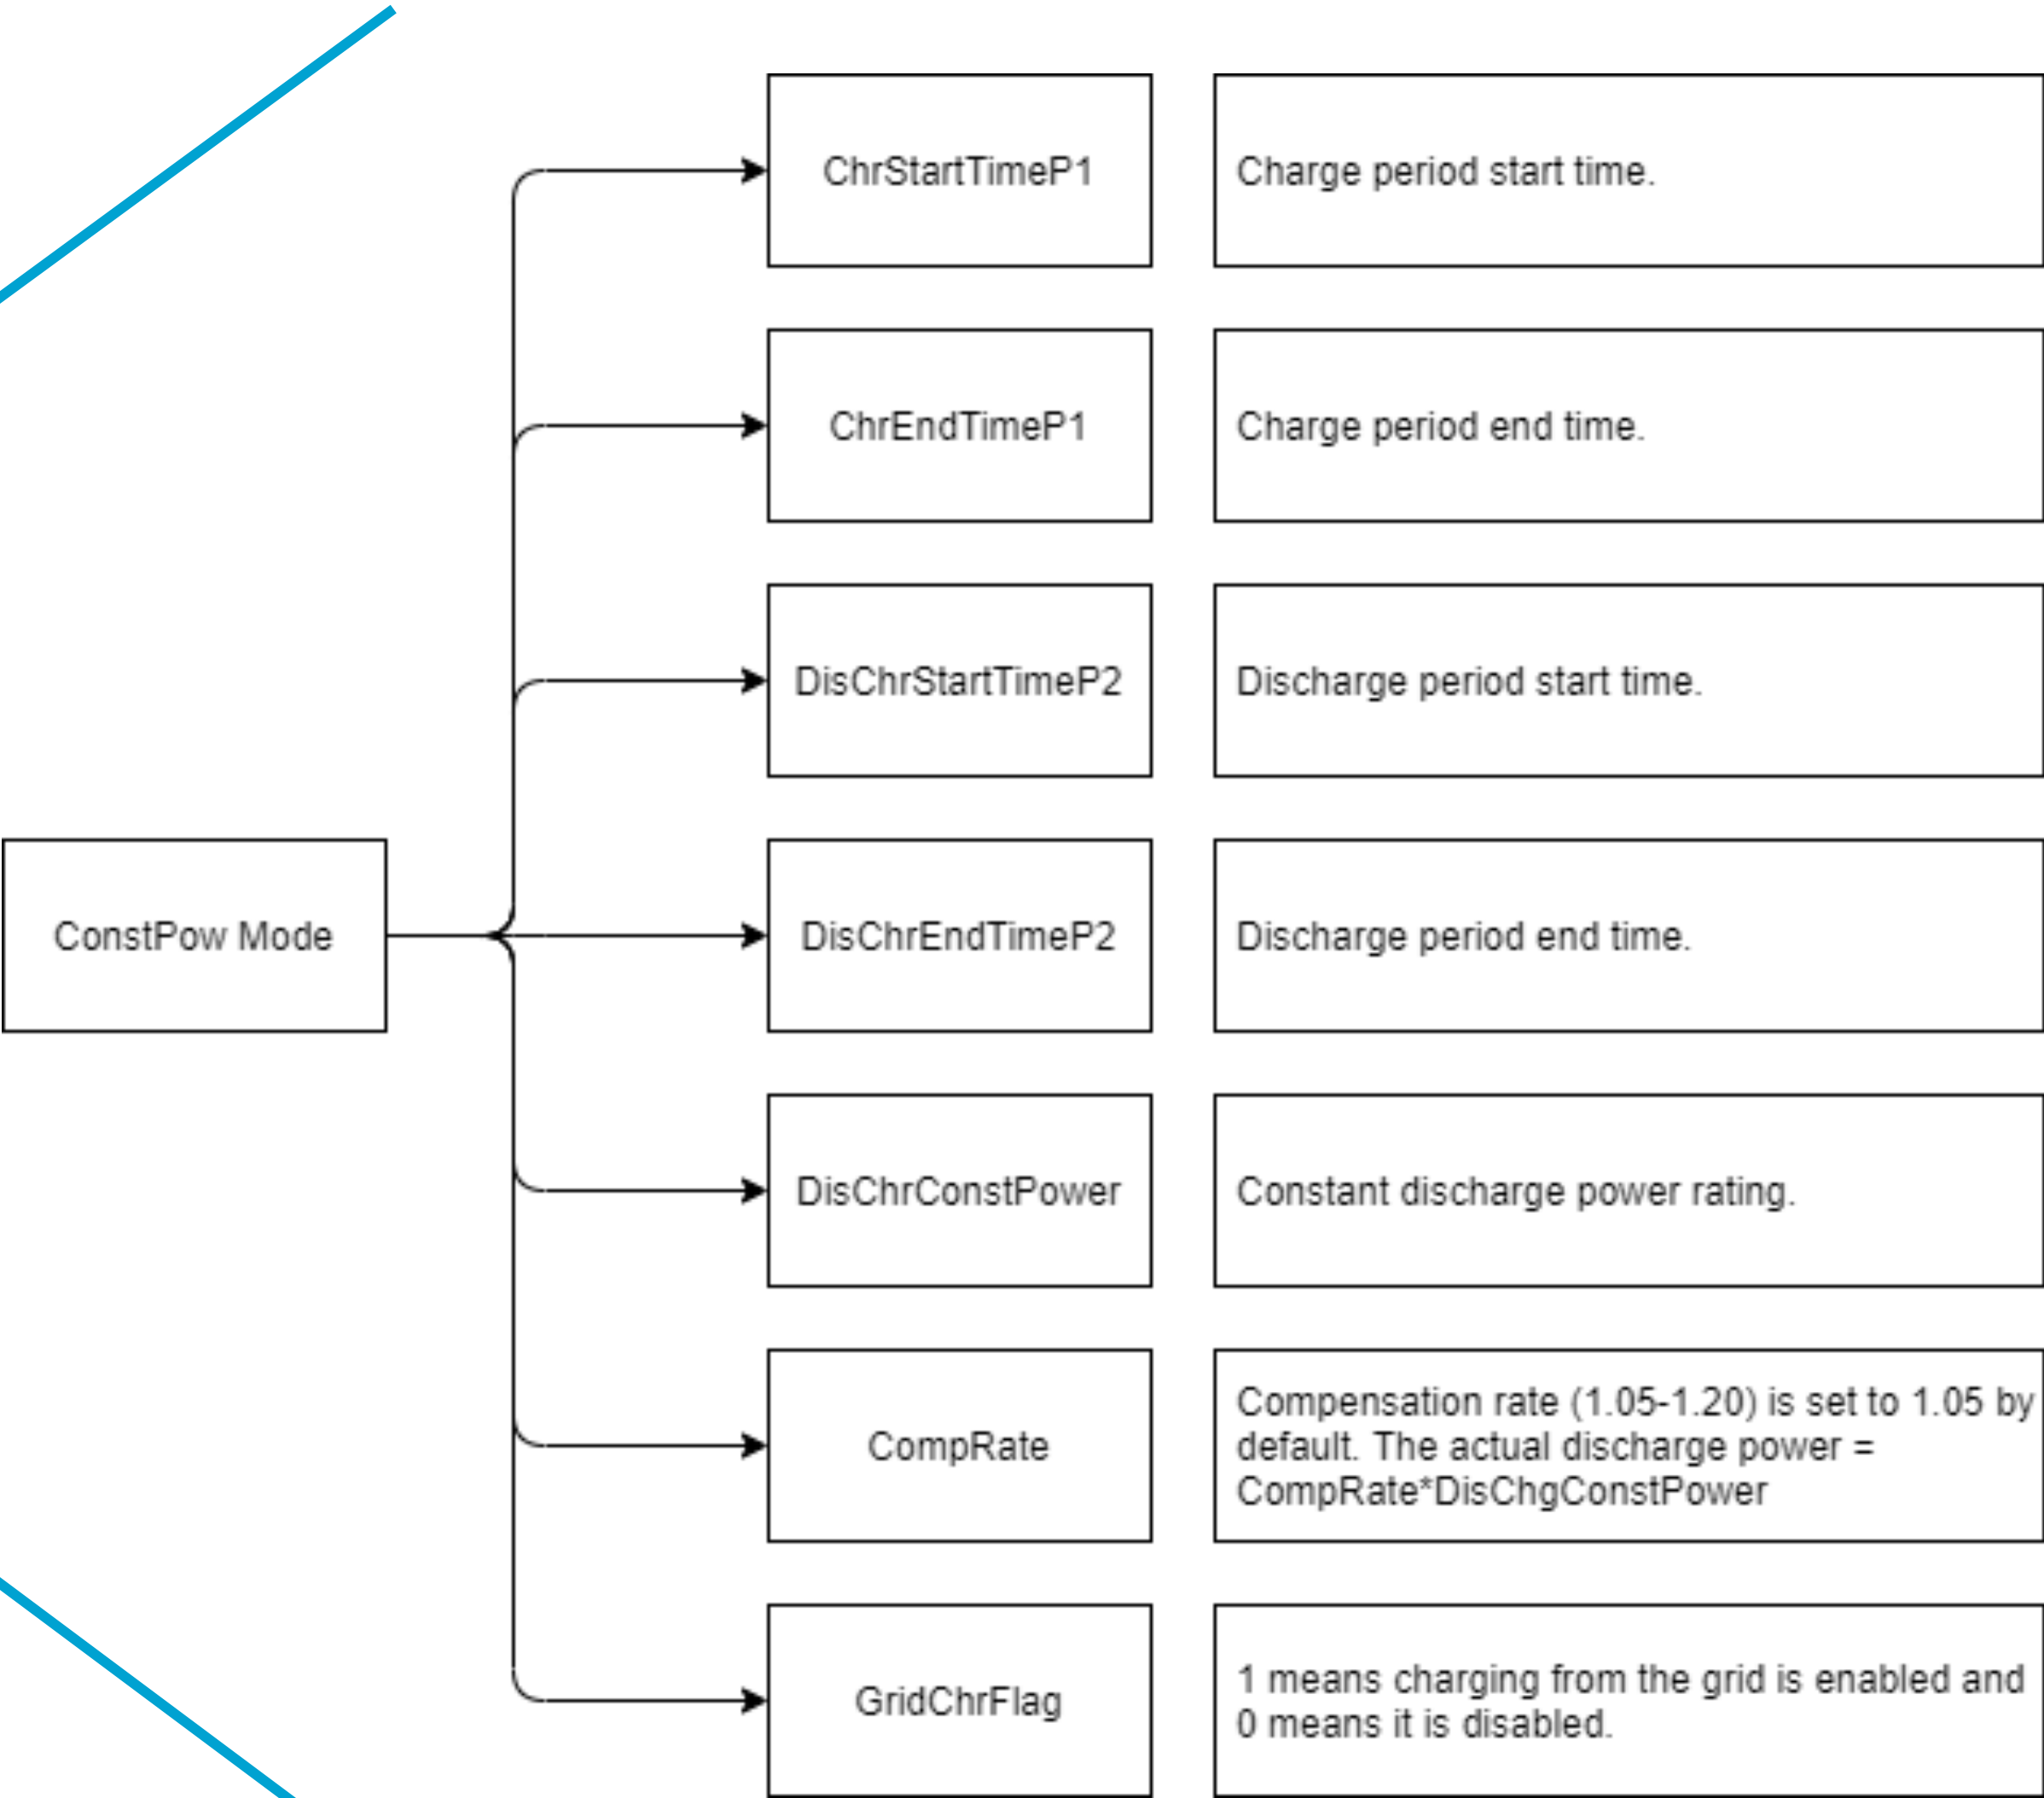 ChrStartTimeP1
Charge period start time.
ChrEndTimeP1
Charge period end time.
DisChrStartTimeP2
Discharge period start time.
ConstPow Mode
DisChrEndTimeP2
Discharge period end time.
DisChrConstPower
Constant discharge power rating.
CompRate
Compensation rate (1.05-1.20) is set to 1.05 by
default. The actual discharge power =
CompRate*DisChgConstPower
GridChrFlag
1 means charging from the grid is enabled and
0 means it is disabled.